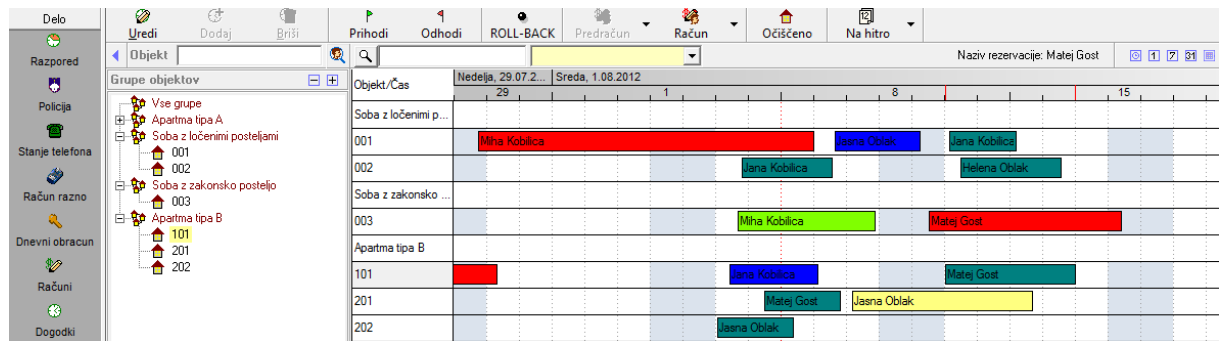 Delo
Uredi Dodaj Briši Prihodi Odhodi ROLL-BACK Predračun Račun Očiščeno Na hitro
Razpored
Policija
Stanje telefona
Račun razno
Dnevni obracun
Računi
Dogodki
Objekt
Naziv rezervacije: Matej Gost
1 7 31
Grupe objektov
Vse grupe
Apartma tipa A
Soba z ločenimi posteljami
001
002
Soba z zakonsko posteljo
003
Apartma tipa B
101
201
202
Objekt/Čas
Nedelja, 29.07.2... Sreda, 1.08.2012
29 1 8 15
Soba z ločenimi p...
001 Miha Kobilica Jasna Oblak Jana Kobilica
002 Jana Kobilica Helena Oblak
Soba z zakonsko ...
003 Miha Kobilica Matej Gost
Apartma tipa B
101 Jana Kobilica Matej Gost
201 Matej Gost Jasna Oblak
202 Jasna Oblak